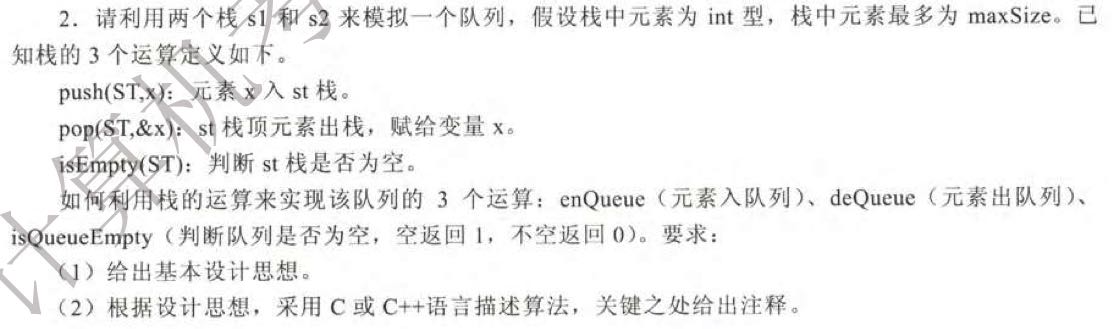 2．请利用两个栈 s1 和 s2 来模拟一个队列，假设栈中元素为 int 型，栈中元素最多为 maxSize。已
知栈的 3 个运算定义如下。
push(ST,x)：元素 x 入 st 栈。
pop(ST,&x)：st 栈顶元素出栈，赋给变量 x。
isEmpty(ST)：判断 st 栈是否为空。
如何利用栈的运算来实现该队列的 3 个运算：enQueue（元素入队列）、deQueue（元素出队列）、
isQueueEmpty（判断队列是否为空，空返回 1，不空返回 0）。要求：
（1）给出基本设计思想。
（2）根据设计思想，采用 C 或 C++语言描述算法，关键之处给出注释。
计算机考